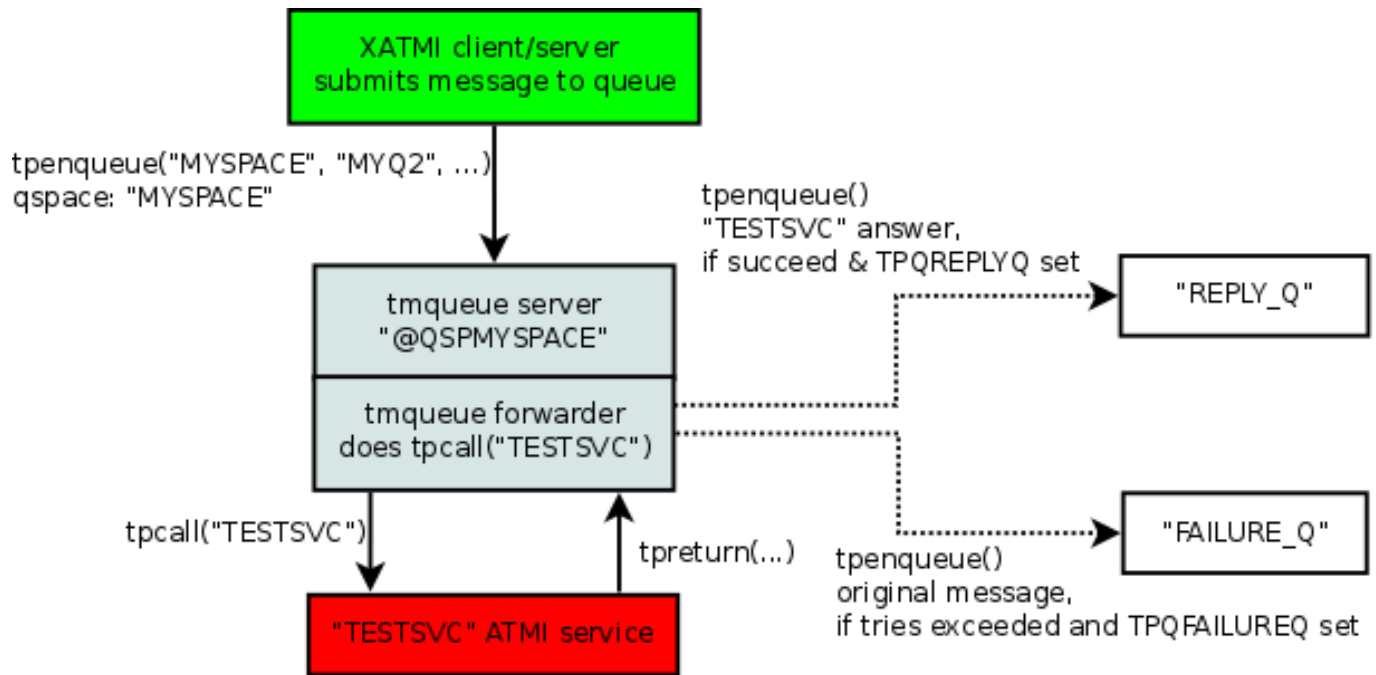 XATMI client/server
submits message to queue
tpenqueue("MYSPACE", "MYQ2", ...)
qspace: "MYSPACE"
tpenqueue()
"TESTSVC" answer,
if succeed & TPQREPLYQ set
tmqueue server
"@QSPMYSPACE"
"REPLY_Q"
tmqueue forwarder
does tpcall("TESTSVC")
tpcall("TESTSVC")
tpreturn(...)
"FAILURE_Q"
tpenqueue()
original message,
if tries exceeded and TPQFAILUREQ set
"TESTSVC" ATMI service